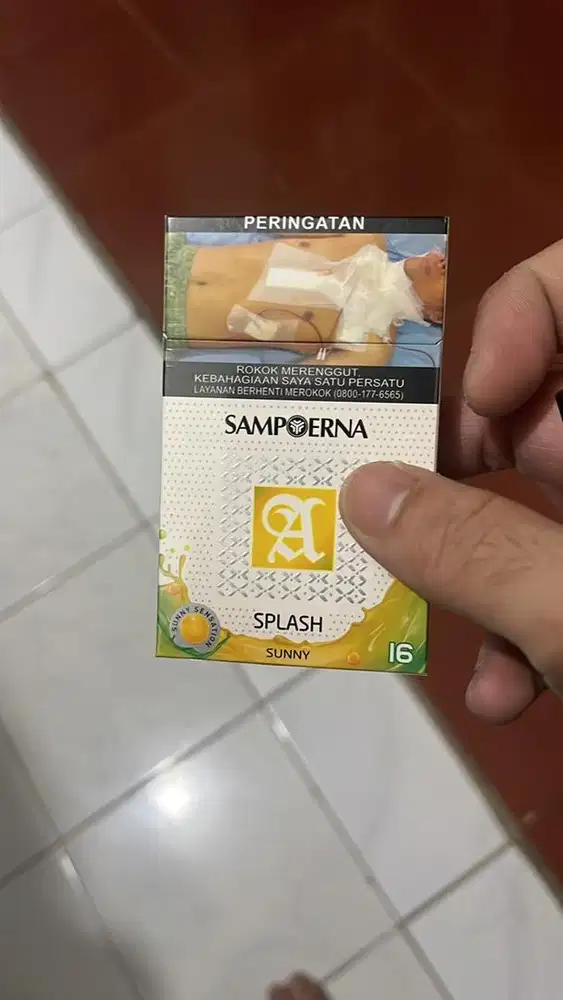 PERINGATAN
ROKOK MERENGGUT
KEBAHAGIAAN SAYA SATU PERSATU
LAYANAN BERHENTI MEROKOK (0800-177-6565)
SAMPOERNA
A
SPLASH
SUNNY SENSATION
SUNNY
16